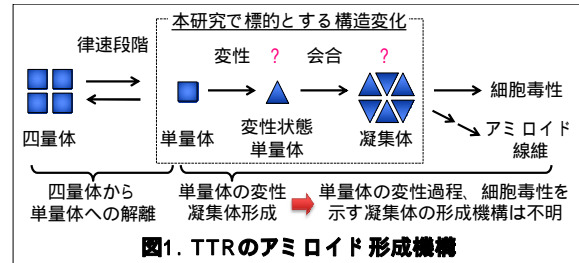 本研究で標的とする構造変化
律速段階
変性 ? 会合 ?
細胞毒性
四量体 単量体 変性状態 凝集体 アミロイド
単量体 線維
四量体から 単量体の変性 単量体の変性過程、細胞毒性を
単量体への解離 凝集体形成 示す凝集体の形成機構は不明
図1. TTRのアミロイド形成機構